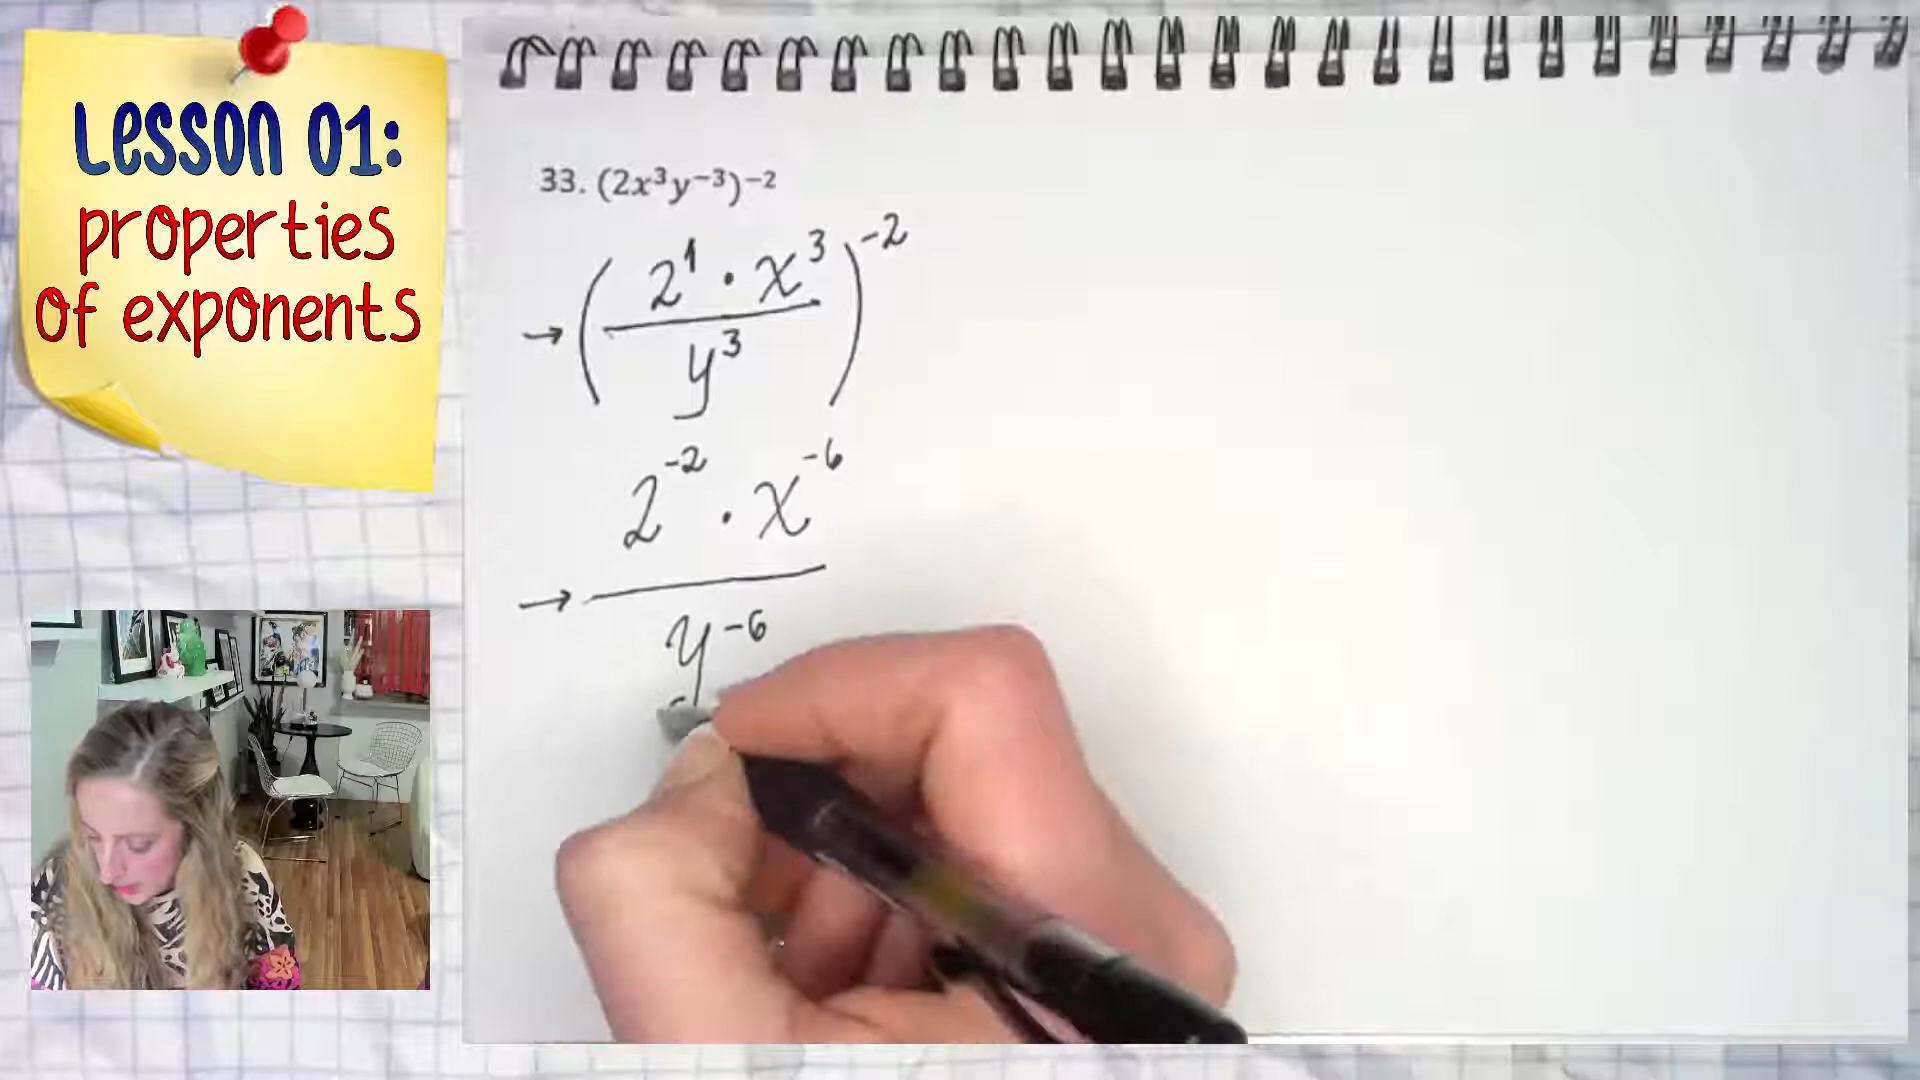 Lesson 01:
properties
of exponents
33. (2x³y⁻³)⁻²
→ (2¹ · x³ / y³)⁻²
→ 2⁻² · x⁻⁶ / y⁻⁶